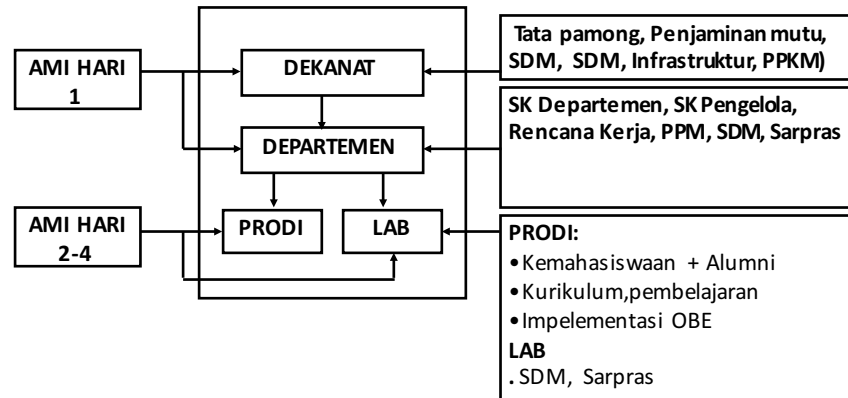 AMI HARI
1
AMI HARI
2-4
DEKANAT
DEPARTEMEN
PRODI
LAB
Tata pamong, Penjaminan mutu,
SDM, SDM, Infrastruktur, PPKM)
SK Departemen, SK Pengelola,
Rencana Kerja, PPM, SDM, Sarpras
PRODI:
•Kemahasiswaan + Alumni
•Kurikulum,pembelajaran
•Impelementasi OBE
LAB
. SDM, Sarpras